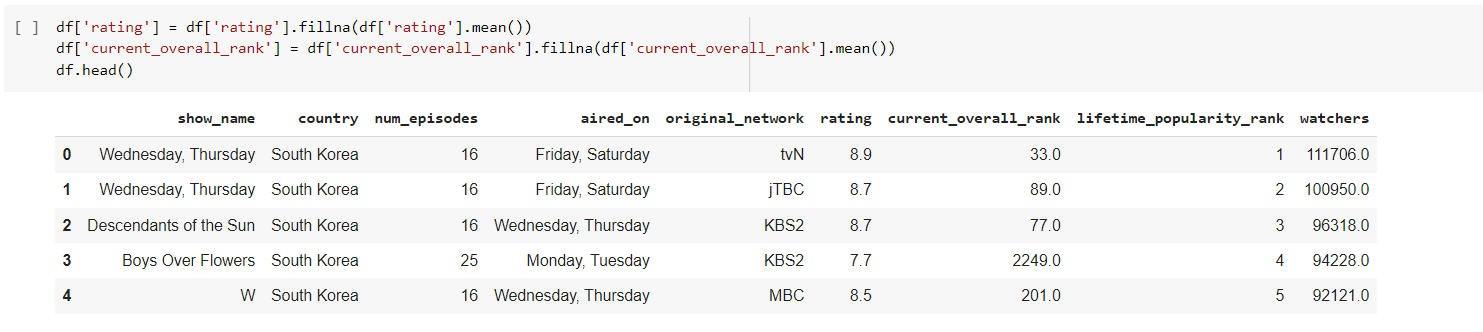 [ ] df['rating'] = df['rating'].fillna(df['rating'].mean())
df['current_overall_rank'] = df['current_overall_rank'].fillna(df['current_overall_rank'].mean())
df.head()
show_name country num_episodes aired_on original_network rating current_overall_rank lifetime_popularity_rank watchers
0 Wednesday, Thursday South Korea 16 Friday, Saturday tvN 8.9 33.0 1 111706.0
1 Wednesday, Thursday South Korea 16 Friday, Saturday jTBC 8.7 89.0 2 100950.0
2 Descendants of the Sun South Korea 16 Wednesday, Thursday KBS2 8.7 77.0 3 96318.0
3 Boys Over Flowers South Korea 25 Monday, Tuesday KBS2 7.7 2249.0 4 94228.0
4 W South Korea 16 Wednesday, Thursday MBC 8.5 201.0 5 92121.0